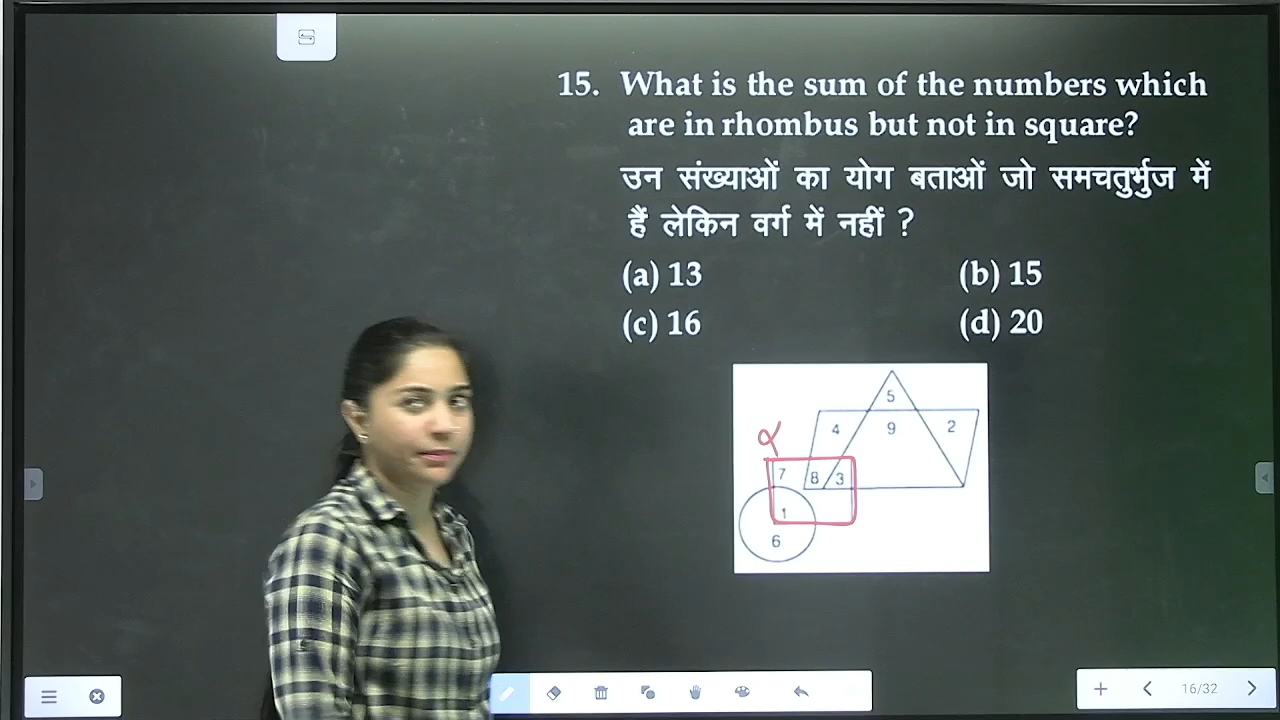 15. What is the sum of the numbers which
are in rhombus but not in square?
उन संख्याओं का योग बताओं जो समचतुर्भुज में
हैं लेकिन वर्ग में नहीं ?
(a) 13 (b) 15
(c) 16 (d) 20
5
4 9 2
7 8 3
1
6
16/32